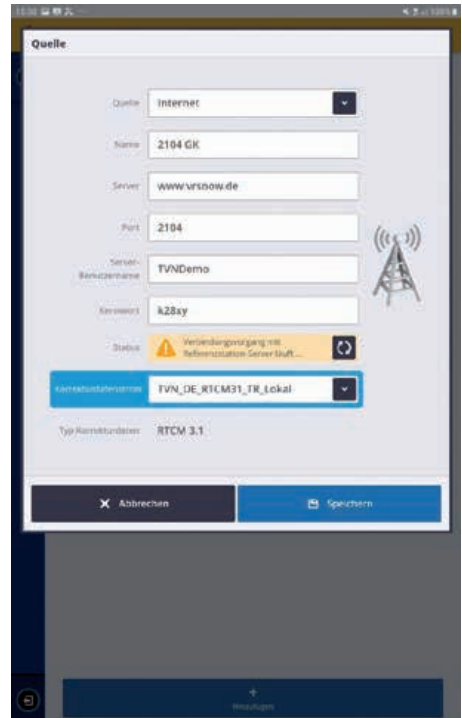 Quelle
Quelle
Internet
Name
2104 GK
Server
www.vrsnow.de
Port
2104
Server-
Benutzername
TVNDemo
Kennwort
k28xy
Status
Verbindungsvorgang mit
Referenzstation-Server läuft ...
TVN_DE_RTCM31_TR_Lokal
Typ Korrekturdaten
RTCM 3.1
Abbrechen
Speichern
Hinzufügen